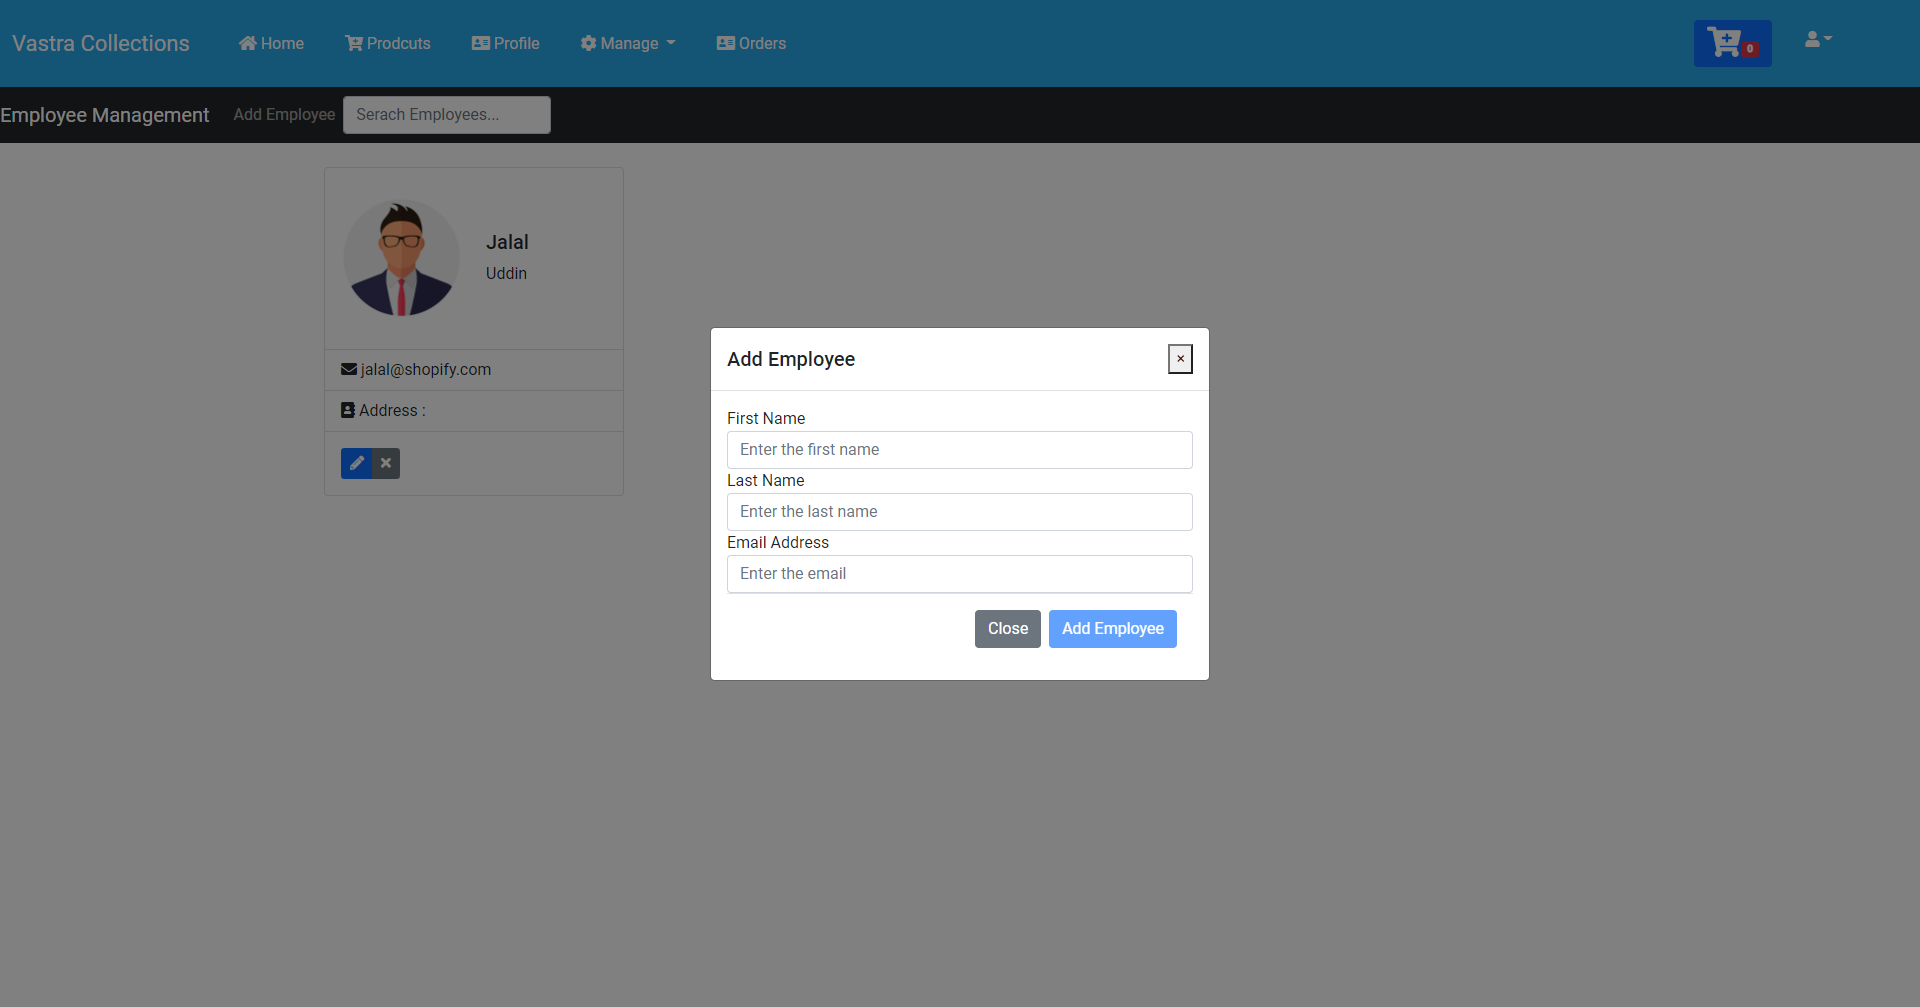 Vastra Collections Home Prodcuts Profile Manage Orders 0
Employee Management Add Employee Serach Employees...
Jalal
Uddin
jalal@shopify.com
Address :
Add Employee ×
First Name
Enter the first name
Last Name
Enter the last name
Email Address
Enter the email
Close Add Employee